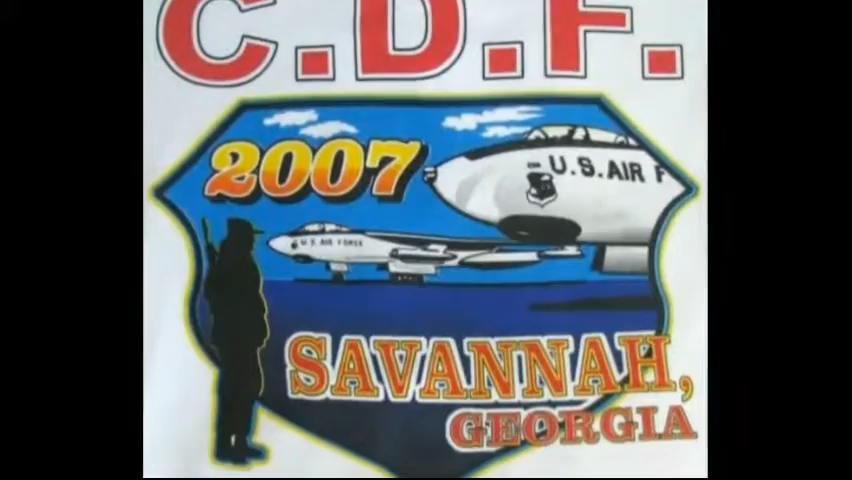 C.D.F.
2007
U.S. AIR F
U.S. AIR FORCE
SAVANNAH,
GEORGIA